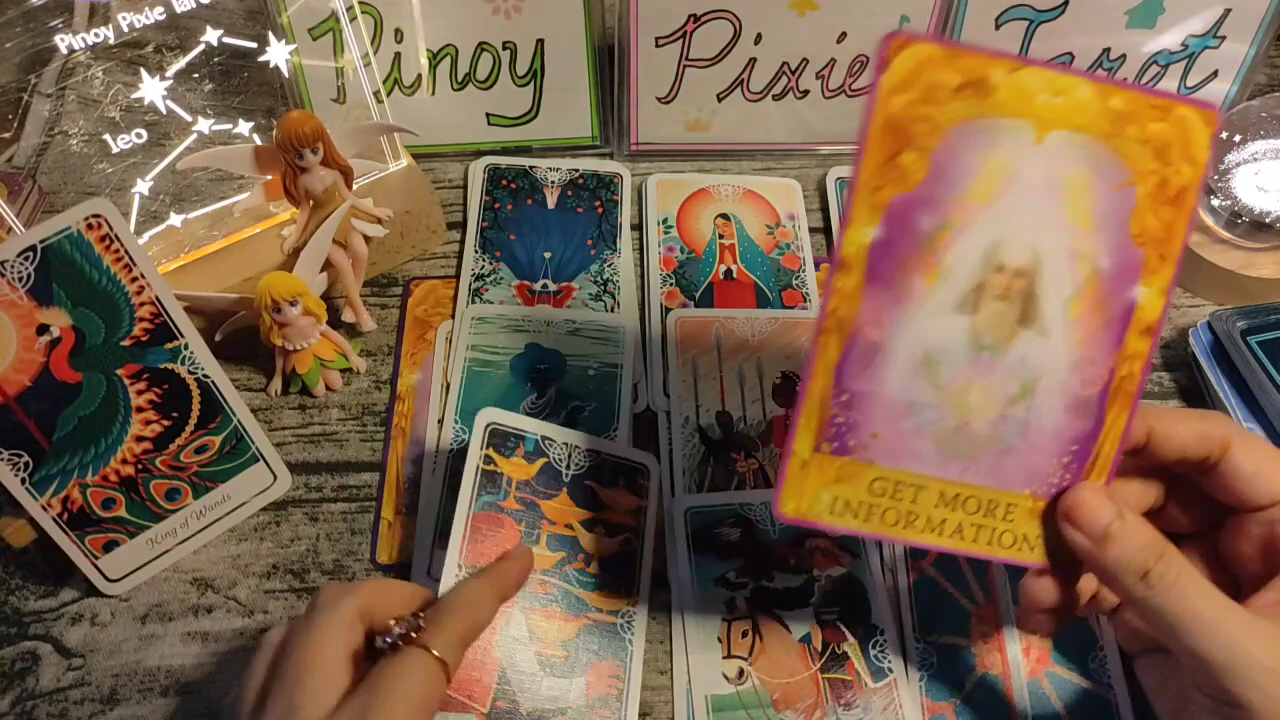 Pinoy Pixie Tarot
leo
Pinoy
Pixie
Tarot
King of Wands
GET MORE
INFORMATION